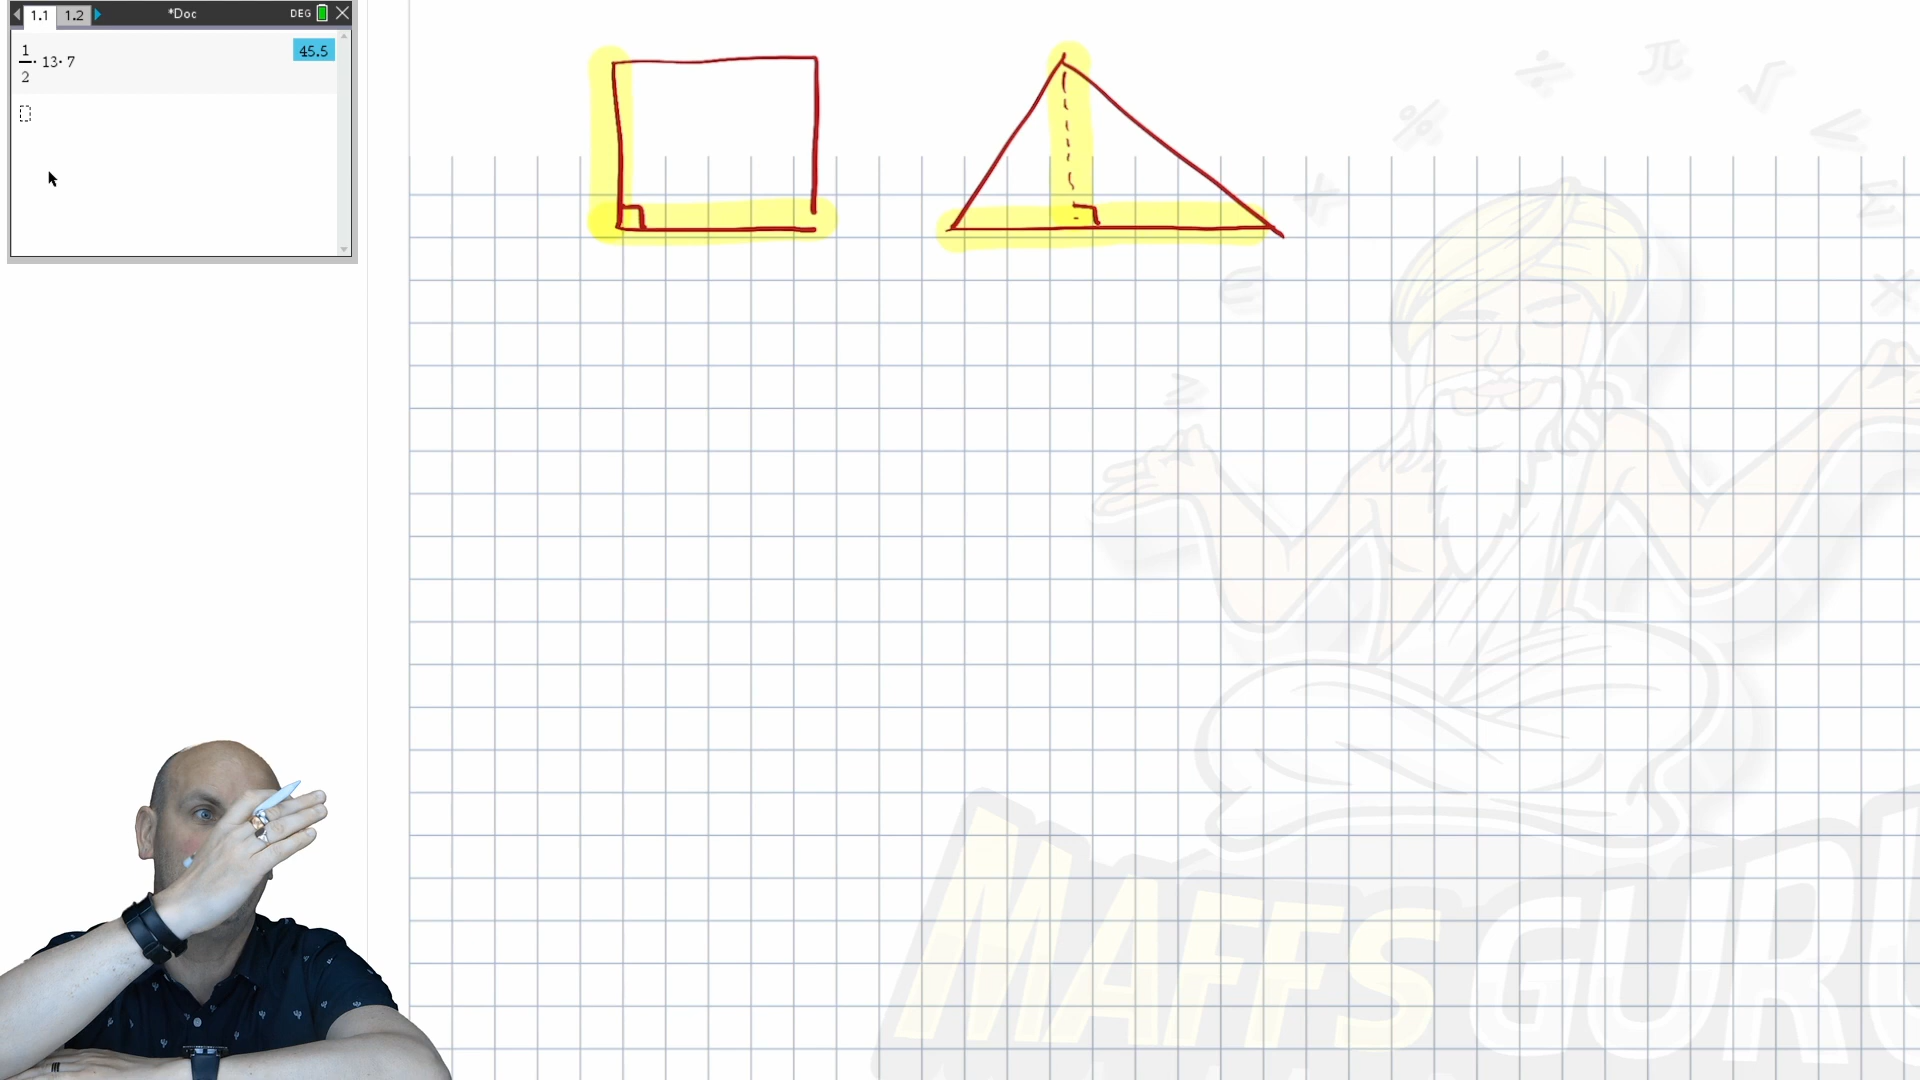 1.1 1.2 *Doc DEG
1/2 · 13 · 7 45.5
% ÷ π √ <
Σ
∈ ×
≥
MAFFS GURU